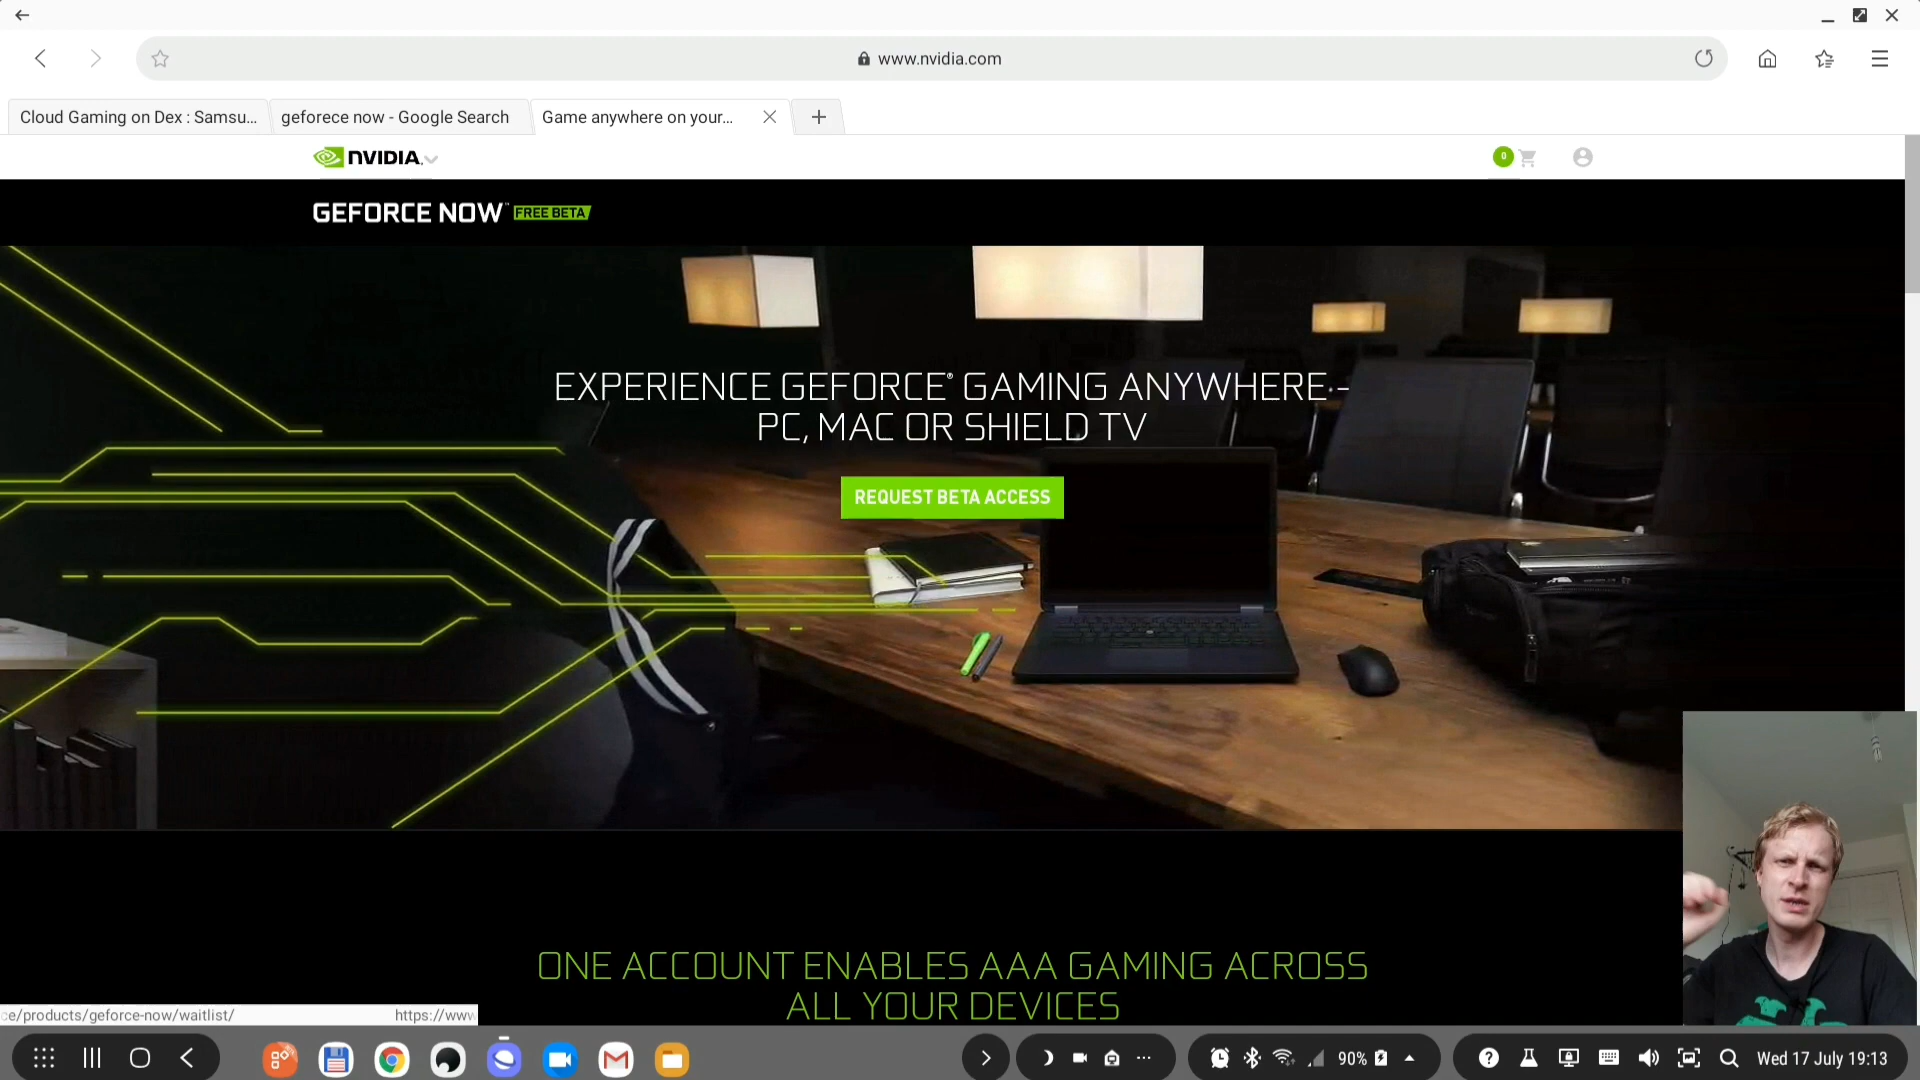 www.nvidia.com
Cloud Gaming on Dex : Samsu...
geforece now - Google Search
Game anywhere on your...
NVIDIA.
0
GEFORCE NOW™ FREE BETA
EXPERIENCE GEFORCE® GAMING ANYWHERE -
PC, MAC OR SHIELD TV
REQUEST BETA ACCESS
ONE ACCOUNT ENABLES AAA GAMING ACROSS
ALL YOUR DEVICES
ce/products/geforce-now/waitlist/
https://www
90%
Wed 17 July 19:13